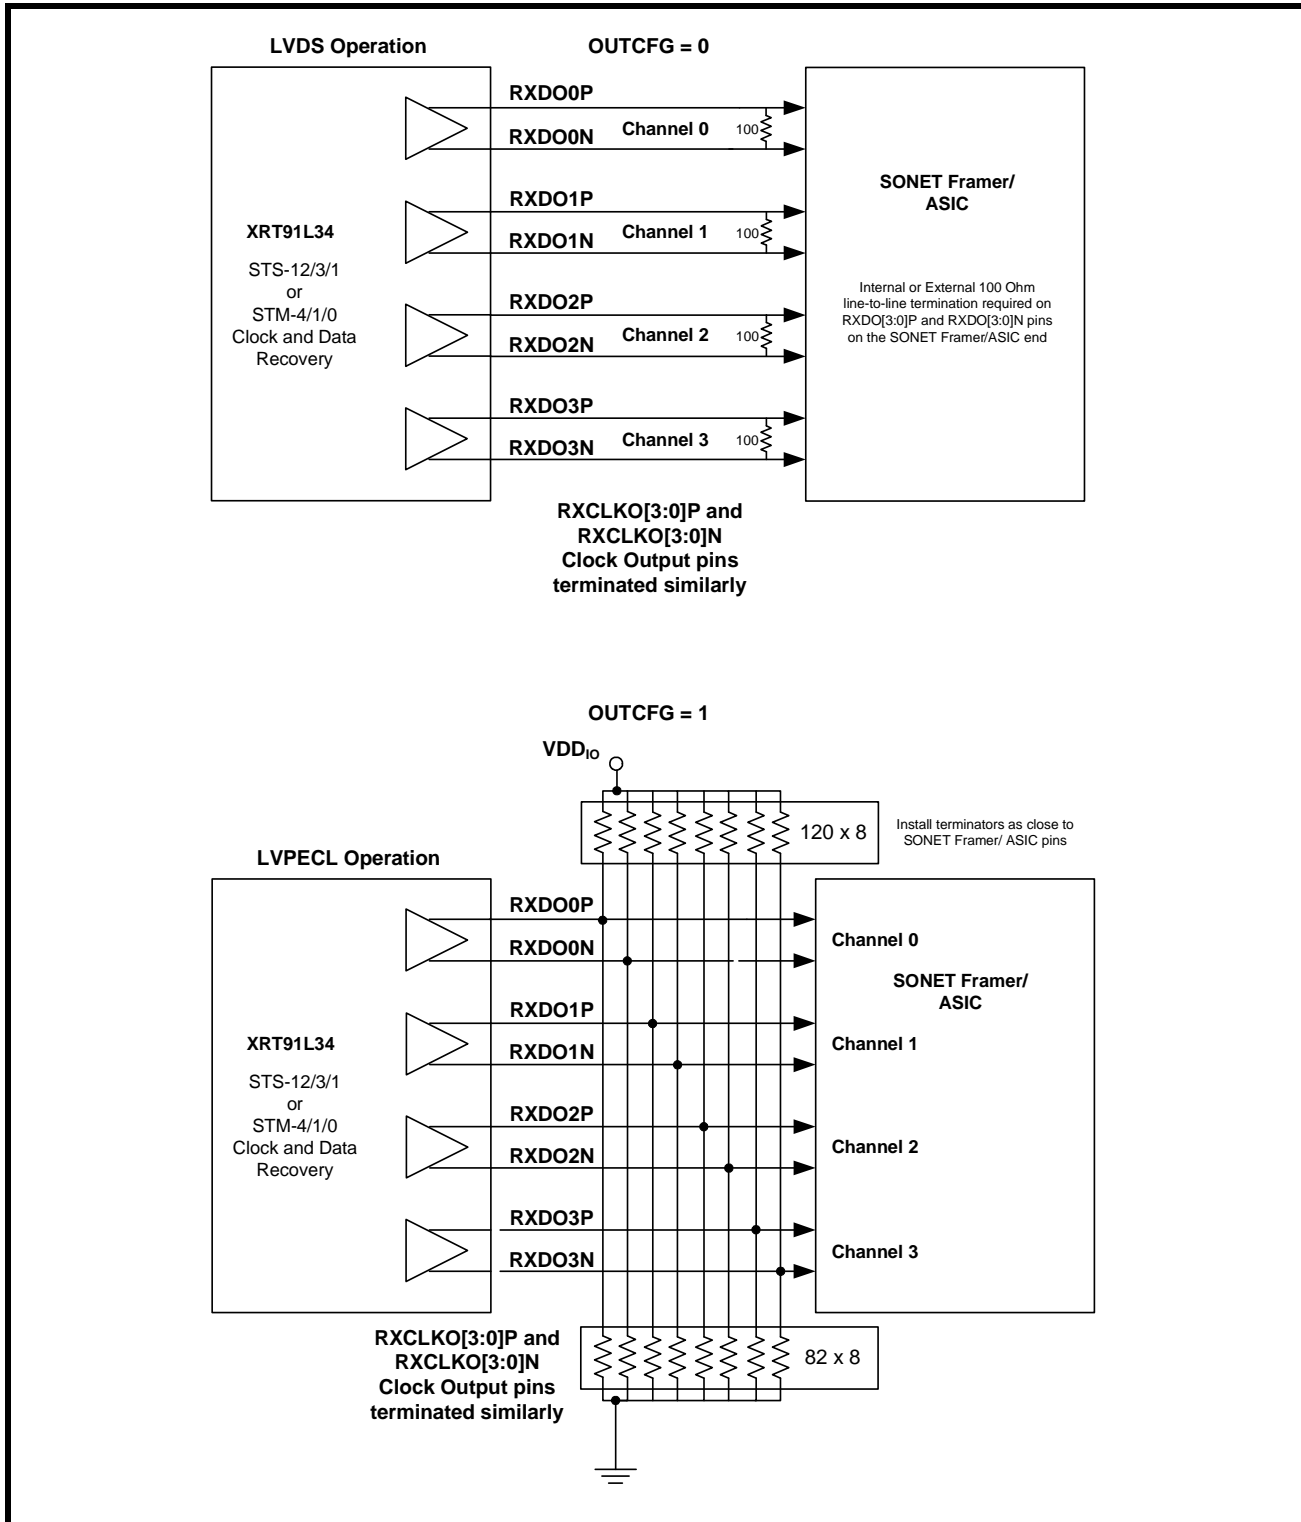 LVDS Operation
OUTCFG = 0
RXDO0P
Channel 0
100
RXDO0N
RXDO1P
Channel 1
100
RXDO1N
RXDO2P
Channel 2
100
RXDO2N
RXDO3P
Channel 3
100
RXDO3N
XRT91L34
STS-12/3/1
or
STM-4/1/0
Clock and Data
Recovery
SONET Framer/
ASIC
Internal or External 100 Ohm
line-to-line termination required on
RXDO[3:0]P and RXDO[3:0]N pins
on the SONET Framer/ASIC end
RXCLKO[3:0]P and
RXCLKO[3:0]N
Clock Output pins
terminated similarly
OUTCFG = 1
VDDIO
120 x 8
Install terminators as close to
SONET Framer/ ASIC pins
LVPECL Operation
RXDO0P
RXDO0N
Channel 0
RXDO1P
RXDO1N
Channel 1
RXDO2P
RXDO2N
Channel 2
RXDO3P
RXDO3N
Channel 3
XRT91L34
STS-12/3/1
or
STM-4/1/0
Clock and Data
Recovery
SONET Framer/
ASIC
RXCLKO[3:0]P and
RXCLKO[3:0]N
Clock Output pins
terminated similarly
82 x 8